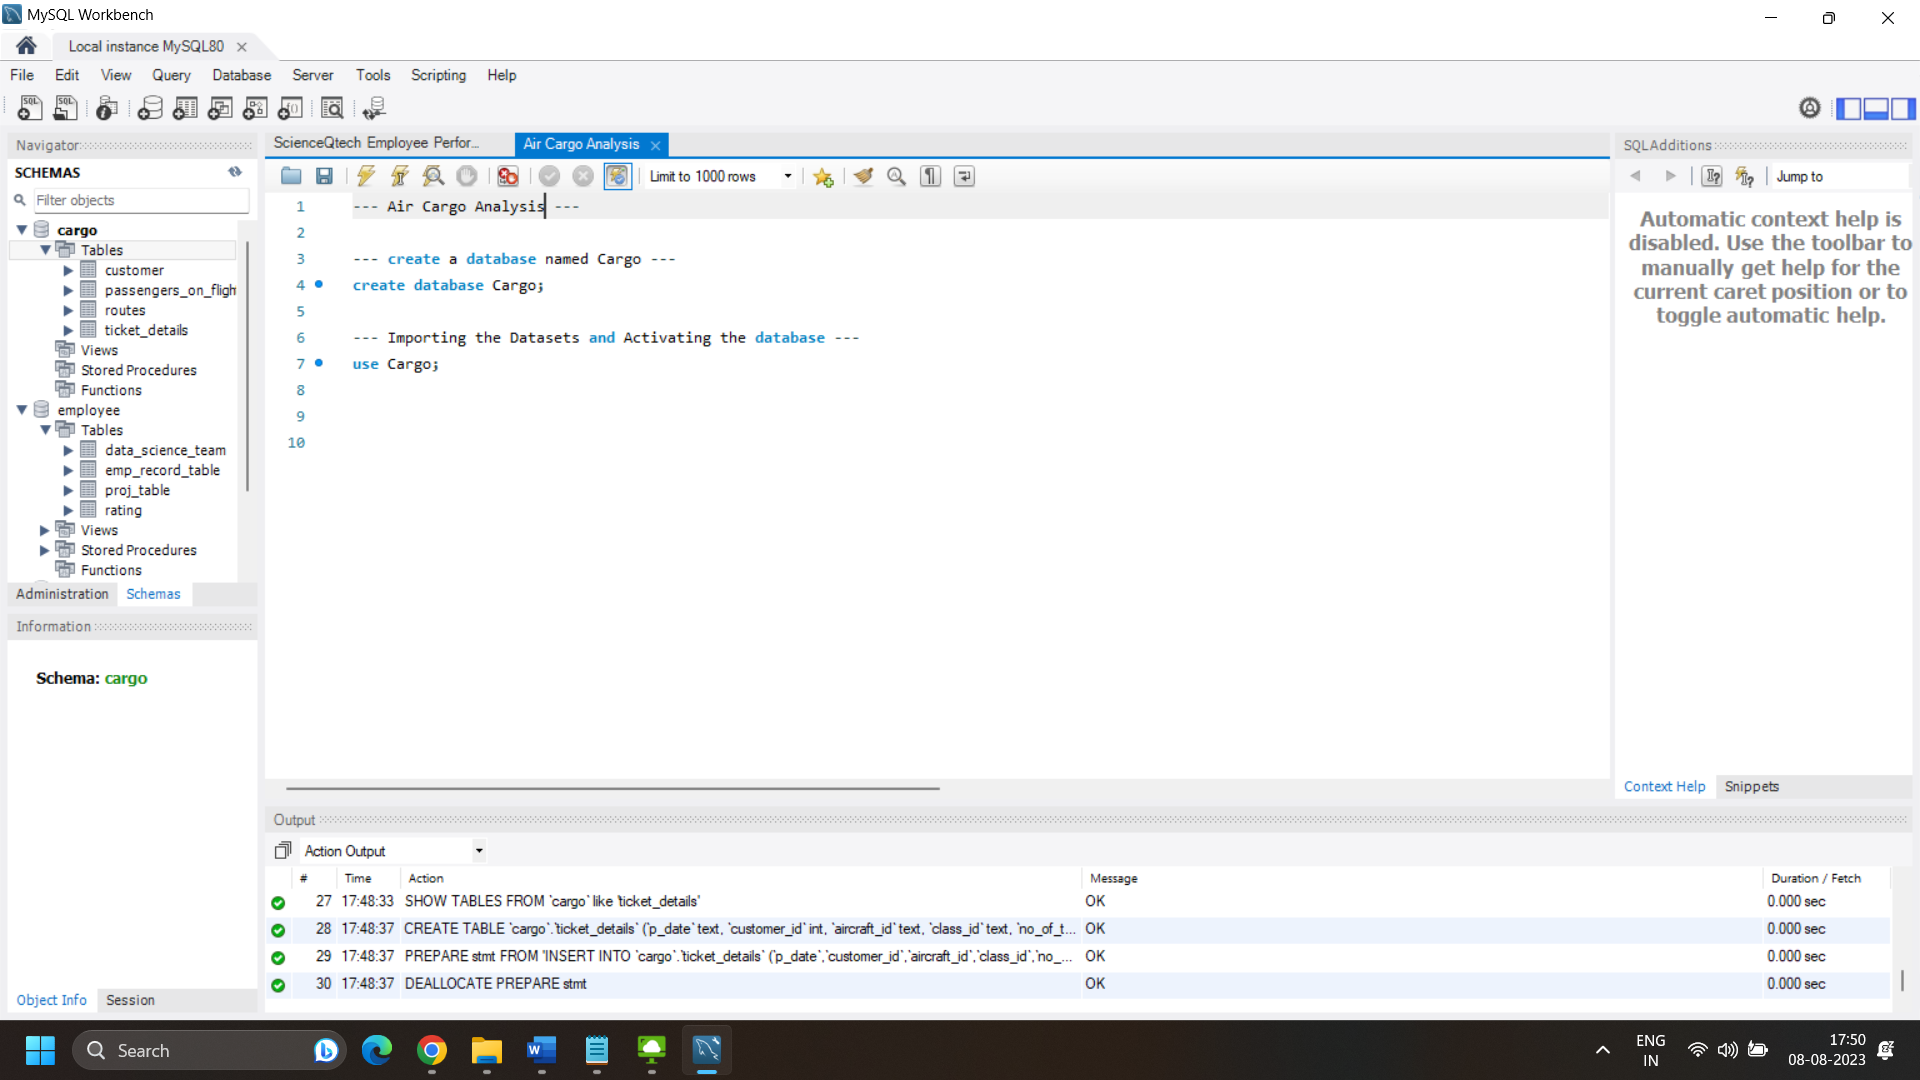 MySQL Workbench
Local instance MySQL80
File Edit View Query Database Server Tools Scripting Help
Navigator
SCHEMAS
Filter objects
cargo
Tables
customer
passengers_on_fligh
routes
ticket_details
Views
Stored Procedures
Functions
employee
Tables
data_science_team
emp_record_table
proj_table
rating
Views
Stored Procedures
Functions
Administration Schemas
Information
Schema: cargo
Object Info Session
ScienceQtech Employee Perfor... Air Cargo Analysis
Limit to 1000 rows
1 --- Air Cargo Analysis ---
2
3 --- create a database named Cargo ---
4 create database Cargo;
5
6 --- Importing the Datasets and Activating the database ---
7 use Cargo;
8
9
10
SQLAdditions
Jump to
Automatic context help is
disabled. Use the toolbar to
manually get help for the
current caret position or to
toggle automatic help.
Context Help Snippets
Output
Action Output
# Time Action Message Duration / Fetch
27 17:48:33 SHOW TABLES FROM `cargo` like 'ticket_details' OK 0.000 sec
28 17:48:37 CREATE TABLE `cargo`.`ticket_details` (`p_date` text, `customer_id` int, `aircraft_id` text, `class_id` text, `no_of_t... OK 0.000 sec
29 17:48:37 PREPARE stmt FROM 'INSERT INTO `cargo`.`ticket_details` (`p_date`,`customer_id`,`aircraft_id`,`class_id`,`no_... OK 0.000 sec
30 17:48:37 DEALLOCATE PREPARE stmt OK 0.000 sec
Search
ENG
IN
17:50
08-08-2023